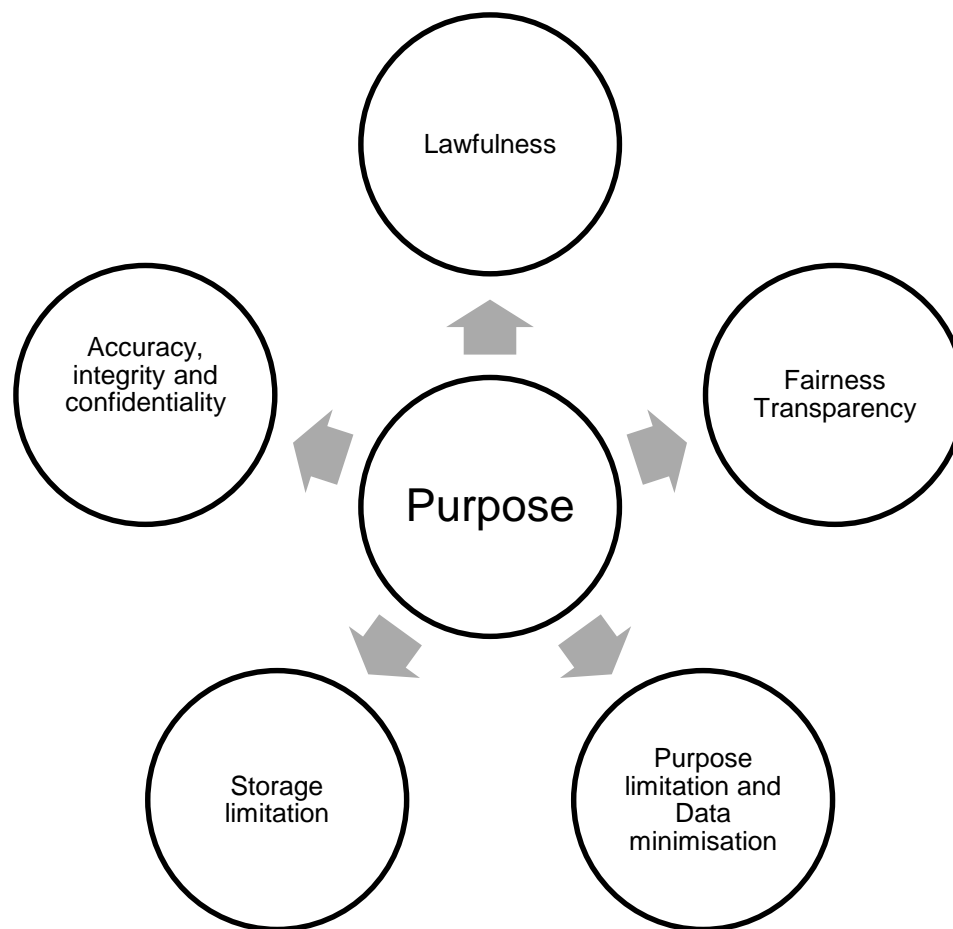 Lawfulness
Accuracy,
integrity and
confidentiality
Fairness
Transparency
Purpose
Storage
limitation
Purpose
limitation and
Data
minimisation